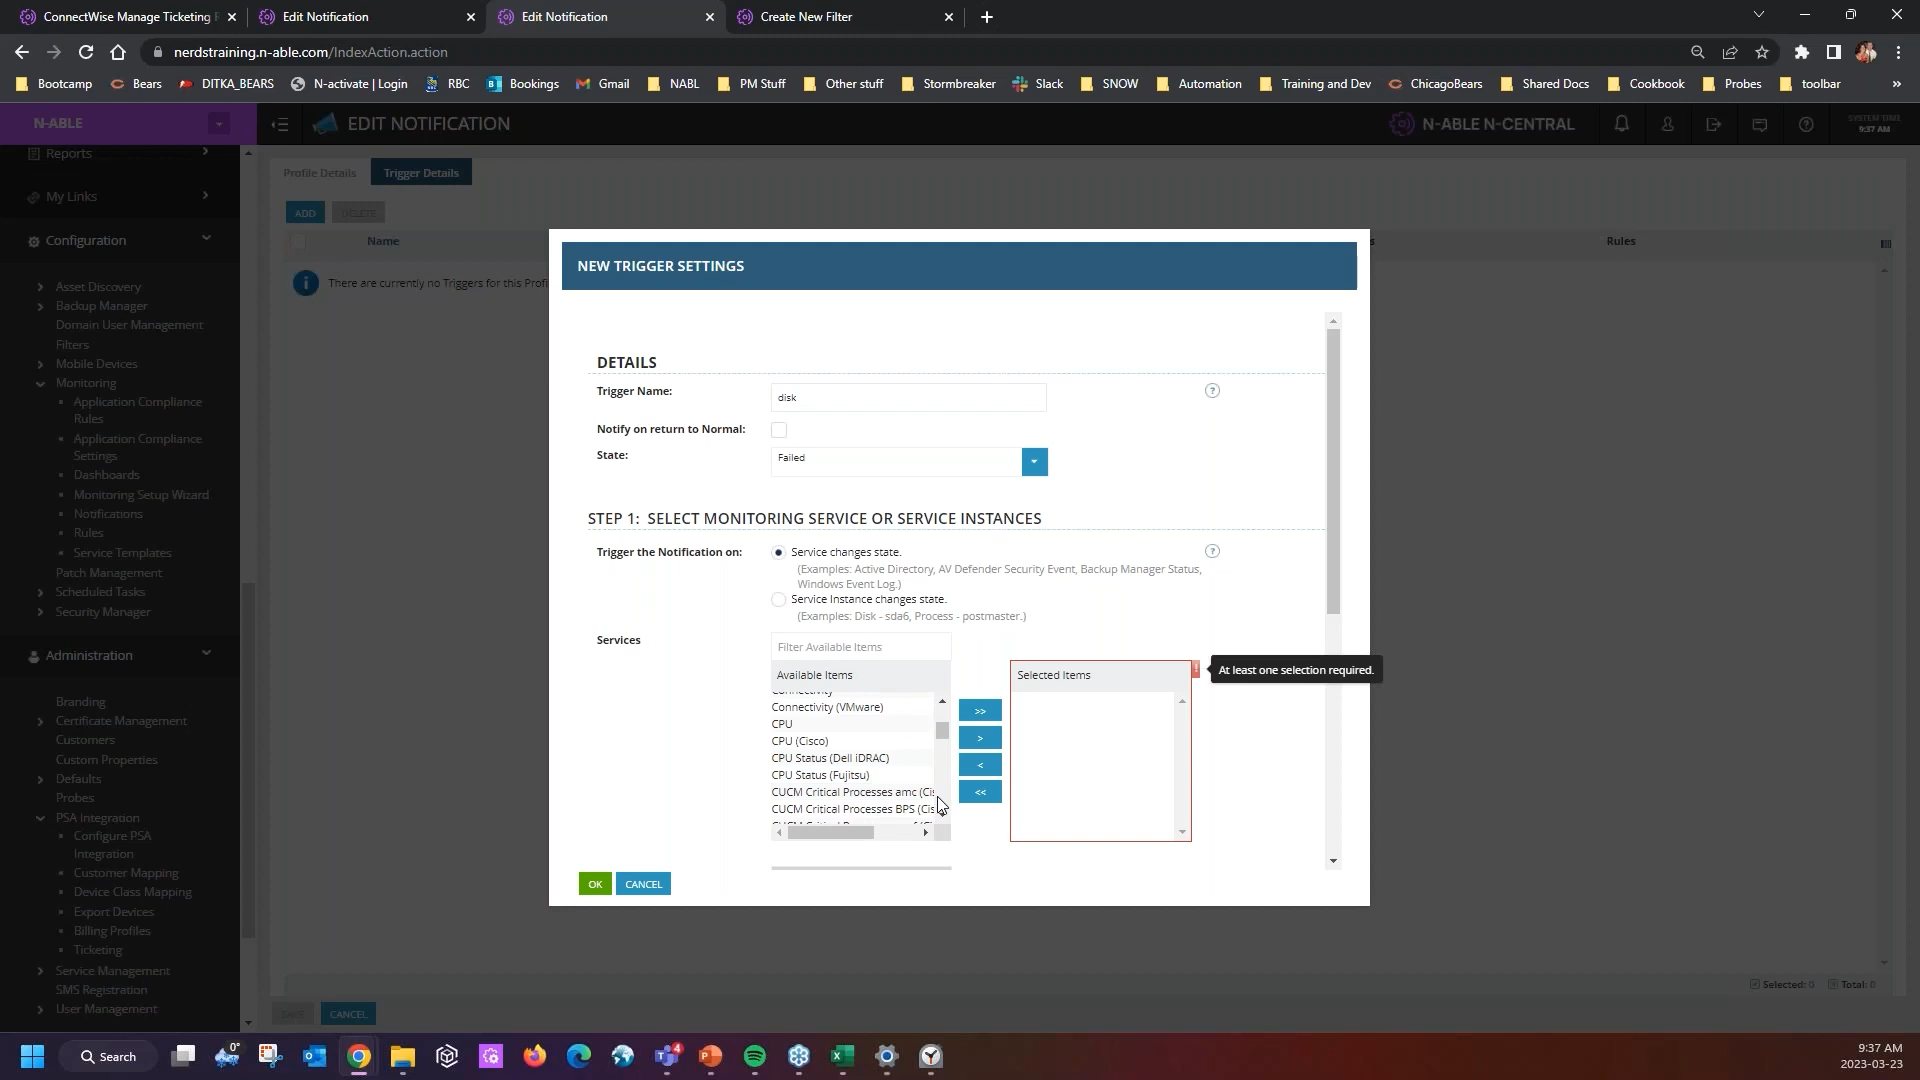 ConnectWise Manage Ticketing
Edit Notification
Edit Notification
Create New Filter
nerdstraining.n-able.com/IndexAction.action
Bootcamp
Bears
DITKA_BEARS
N-activate | Login
RBC
Bookings
Gmail
NABL
PM Stuff
Other stuff
Stormbreaker
Slack
SNOW
Automation
Training and Dev
ChicagoBears
Shared Docs
Cookbook
Probes
toolbar
»
N-ABLE
EDIT NOTIFICATION
N-ABLE N-CENTRAL
SYSTEM TIME
9:37 AM
Reports
My Links
Configuration
Asset Discovery
Backup Manager
Domain User Management
Filters
Mobile Devices
Monitoring
Application Compliance
Rules
Application Compliance
Settings
Dashboards
Monitoring Setup Wizard
Notifications
Rules
Service Templates
Patch Management
Scheduled Tasks
Security Manager
Administration
Branding
Certificate Management
Customers
Custom Properties
Defaults
Probes
PSA Integration
Configure PSA
Integration
Customer Mapping
Device Class Mapping
Export Devices
Billing Profiles
Ticketing
Service Management
SMS Registration
User Management
Profile Details
Trigger Details
ADD
DELETE
Name
Rules
There are currently no Triggers for this Profi
NEW TRIGGER SETTINGS
DETAILS
Trigger Name:
disk
?
Notify on return to Normal:
State:
Failed
STEP 1: SELECT MONITORING SERVICE OR SERVICE INSTANCES
Trigger the Notification on:
Service changes state.
?
(Examples: Active Directory, AV Defender Security Event, Backup Manager Status,
Windows Event Log.)
Service Instance changes state.
(Examples: Disk - sda6, Process - postmaster.)
Services
Filter Available Items
Available Items
Connectivity
Connectivity (VMware)
CPU
CPU (Cisco)
CPU Status (Dell iDRAC)
CPU Status (Fujitsu)
CUCM Critical Processes amc (Cis
CUCM Critical Processes BPS (Cis
>>
>
<
<<
Selected Items
At least one selection required.
OK
CANCEL
Selected: 0
Total: 0
SAVE
CANCEL
Search
0°
4
9:37 AM
2023-03-23